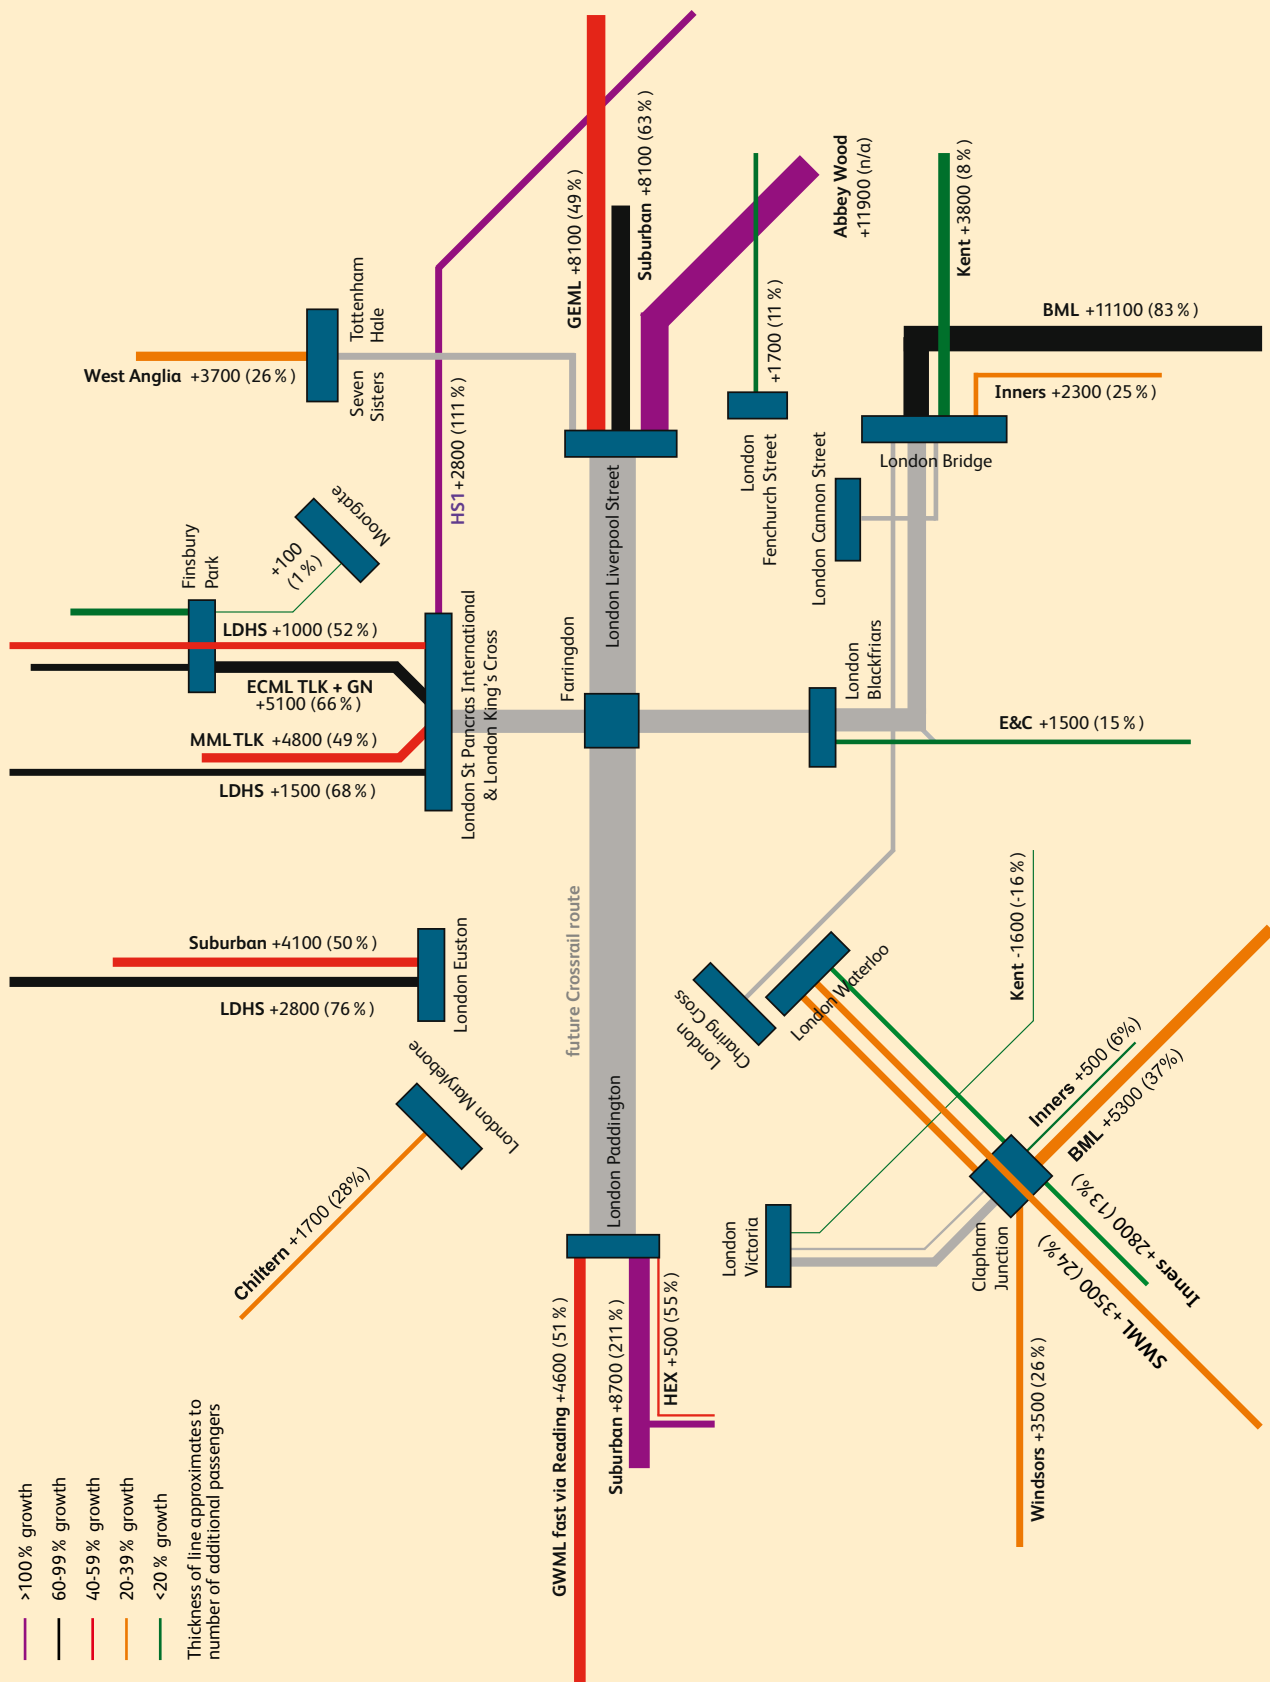 >100% growth
60-99% growth
40-59% growth
20-39% growth
<20% growth
Thickness of line approximates to
number of additional passengers
Chiltern +1700 (28%)
London Marylebone
LDHS +2800 (76%)
Suburban +4100 (50%)
London Euston
LDHS +1500 (68%)
MML TLK +4800 (49%)
ECML TLK + GN
+5100 (66%)
LDHS +1000 (52%)
Finsbury
Park
+100
(1%)
Moorgate
London St Pancras International
& London King's Cross
HS1 +2800 (111%)
West Anglia +3700 (26%)
Seven
Sisters
Tottenham
Hale
GWML fast via Reading +4600 (51%)
Suburban +8700 (211%)
HEX +500 (55%)
London Paddington
future Crossrail route
Farringdon
London Liverpool Street
GEML +8100 (49%)
Suburban +8100 (63%)
Abbey Wood
+11900 (n/a)
London
Fenchurch Street
+1700 (11%)
London Cannon Street
London Bridge
Kent +3800 (8%)
BML +11100 (83%)
Inners +2300 (25%)
London
Blackfriars
E&C +1500 (15%)
London
Charing Cross
London Waterloo
London
Victoria
Kent -1600 (-16%)
Clapham
Junction
Inners +500 (6%)
BML +5300 (37%)
Inners +2800 (13%)
SWML +3500 (24%)
Windsors +3500 (26%)